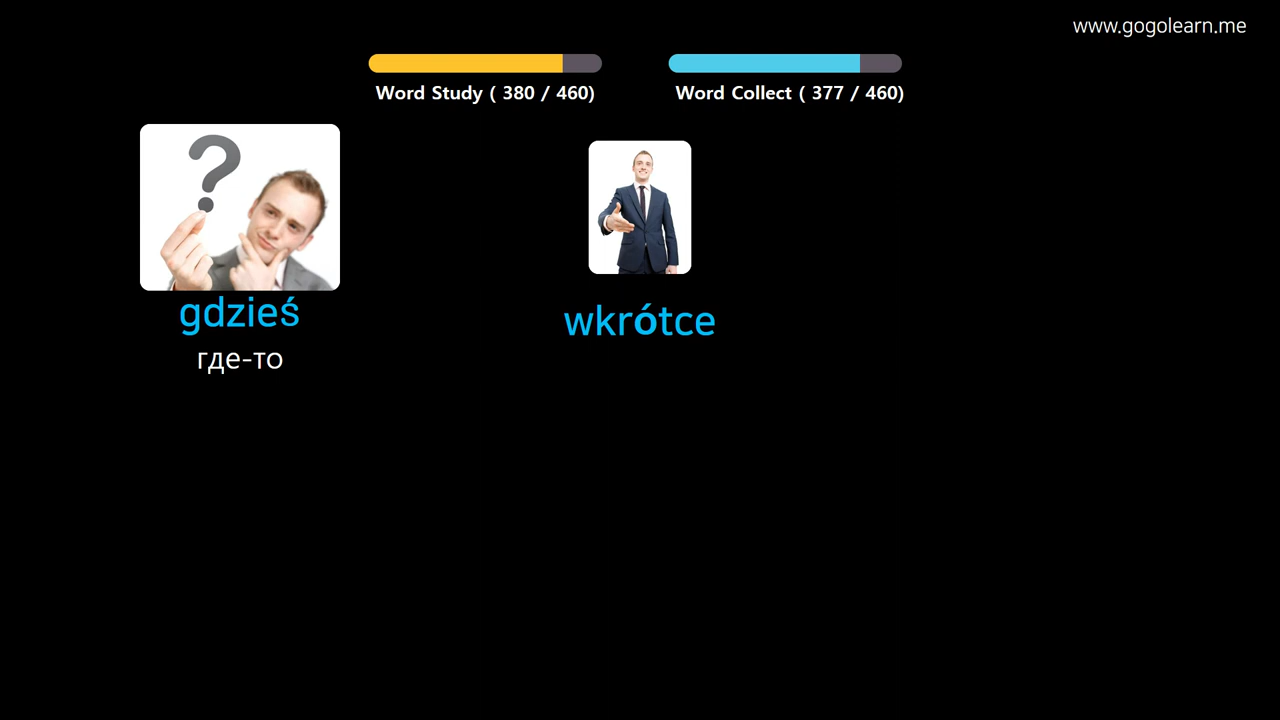 www.gogolearn.me
Word Study ( 380 / 460)
Word Collect ( 377 / 460)
gdzieś
где-то
wkrótce